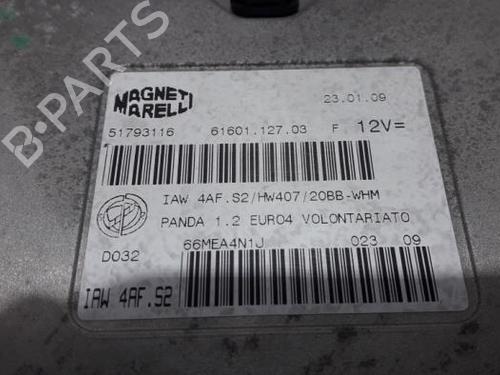 MAGNETI
MARELLI
23.01.09
51793116 61601.127.03 F 12V=
IAW 4AF.S2/HW407/20BB-WHM
PANDA 1.2 EURO4 VOLONTARIATO
D032 66MEA4N1J 023 09
IAW 4AF.S2
B-PARTS